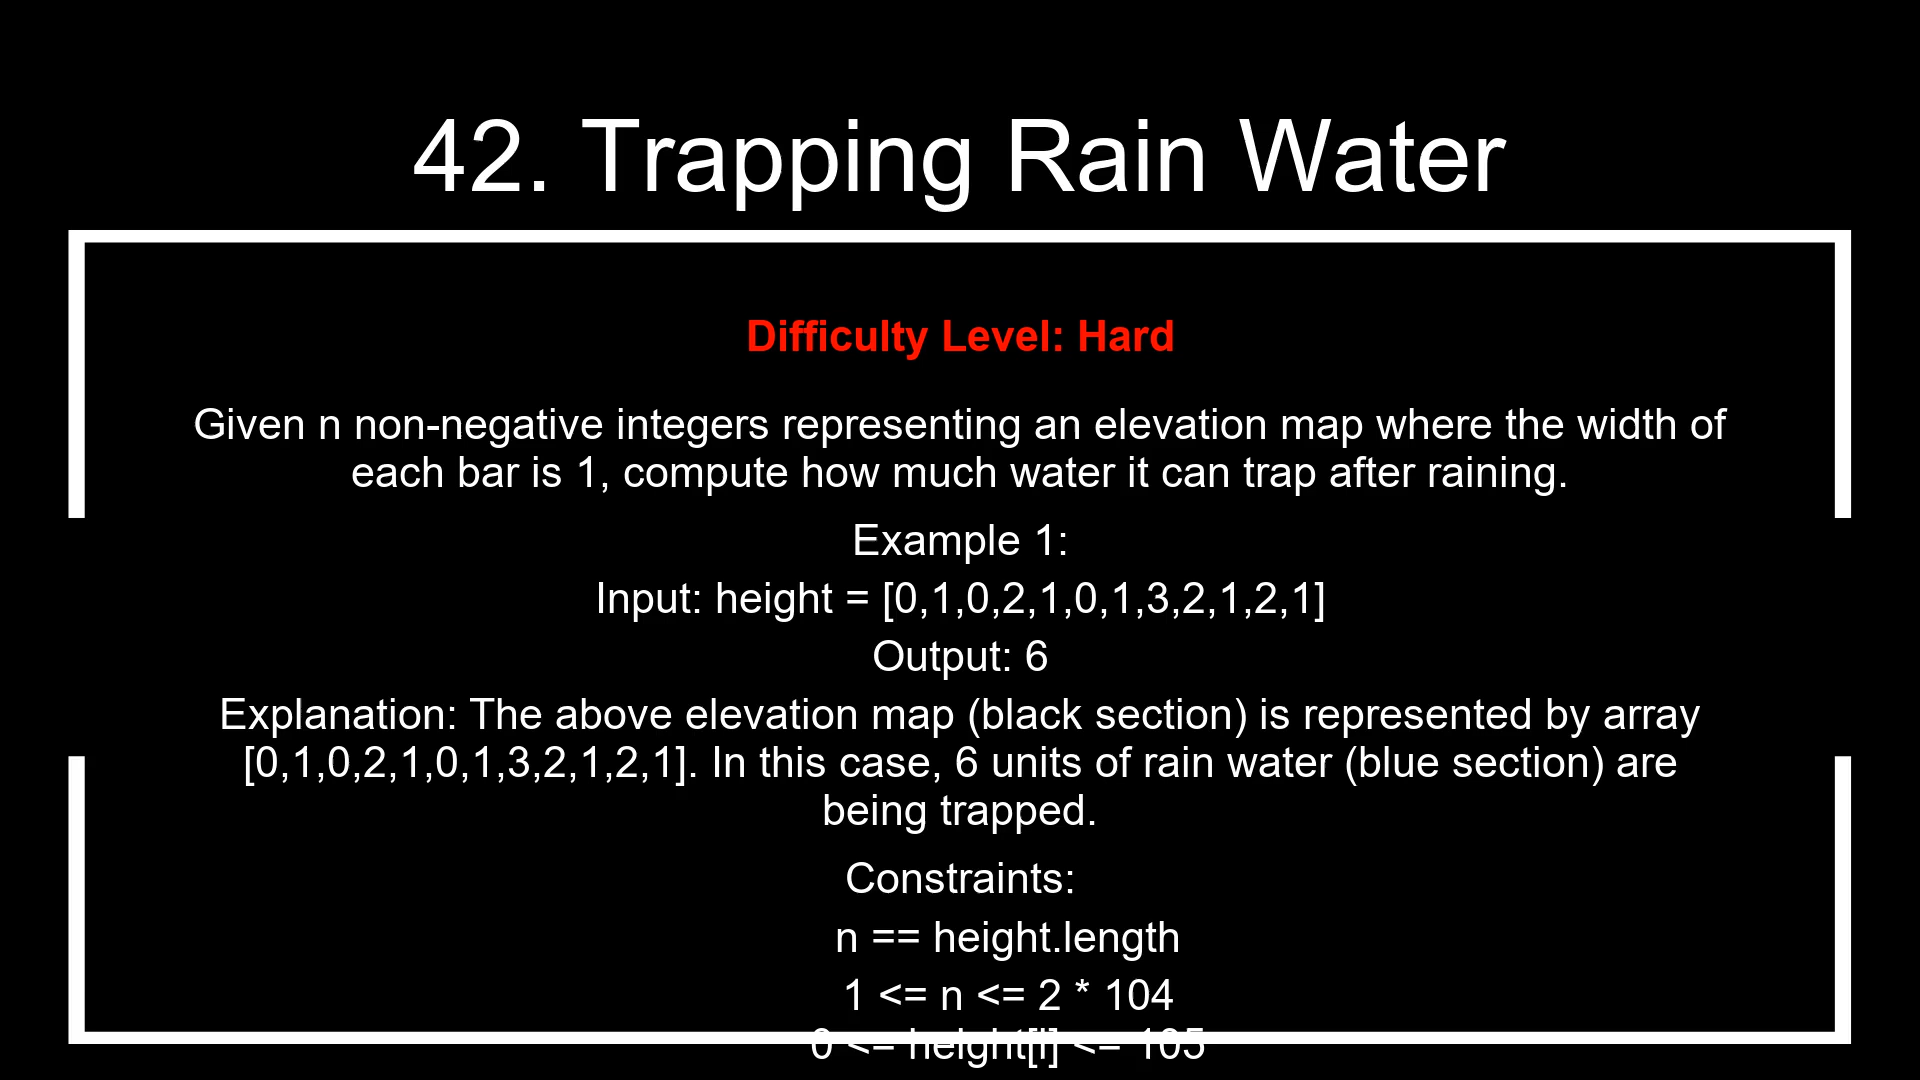 42. Trapping Rain Water
Difficulty Level: Hard
Given n non-negative integers representing an elevation map where the width of
each bar is 1, compute how much water it can trap after raining.
Example 1:
Input: height = [0,1,0,2,1,0,1,3,2,1,2,1]
Output: 6
Explanation: The above elevation map (black section) is represented by array
[0,1,0,2,1,0,1,3,2,1,2,1]. In this case, 6 units of rain water (blue section) are
being trapped.
Constraints:
n == height.length
1 <= n <= 2 * 104
0 <= height[i] <= 105